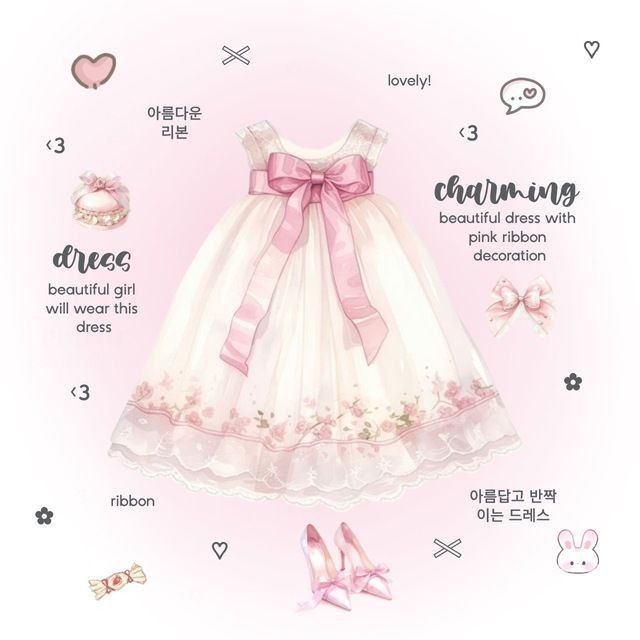 lovely!
아름다운
리본
<3
<3
charming
beautiful dress with
pink ribbon
decoration
dress
beautiful girl
will wear this
dress
<3
ribbon
아름답고 반짝
이는 드레스